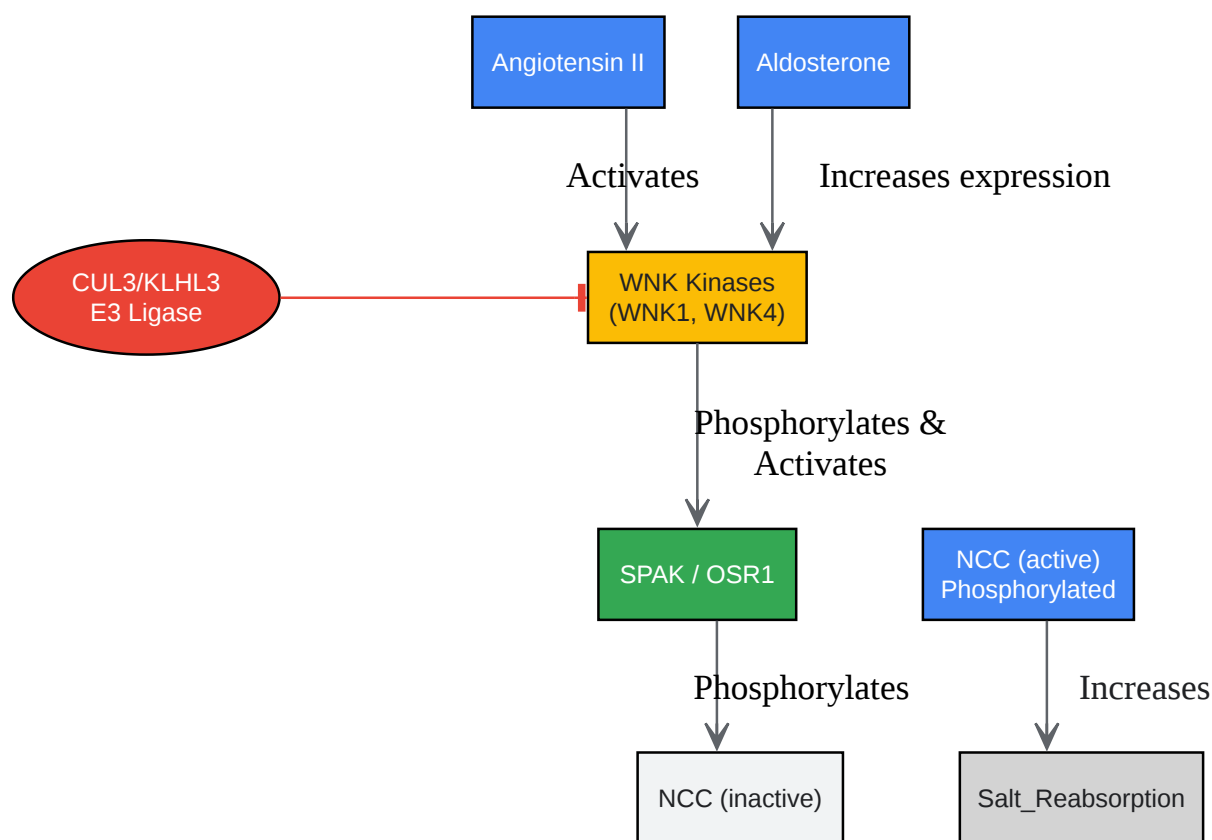 Angiotensin II
Aldosterone
Activates
Increases expression
CUL3/KLHL3
E3 Ligase
WNK Kinases
(WNK1, WNK4)
Phosphorylates &
Activates
SPAK / OSR1
NCC (active)
Phosphorylated
Phosphorylates
Increases
NCC (inactive)
Salt_Reabsorption